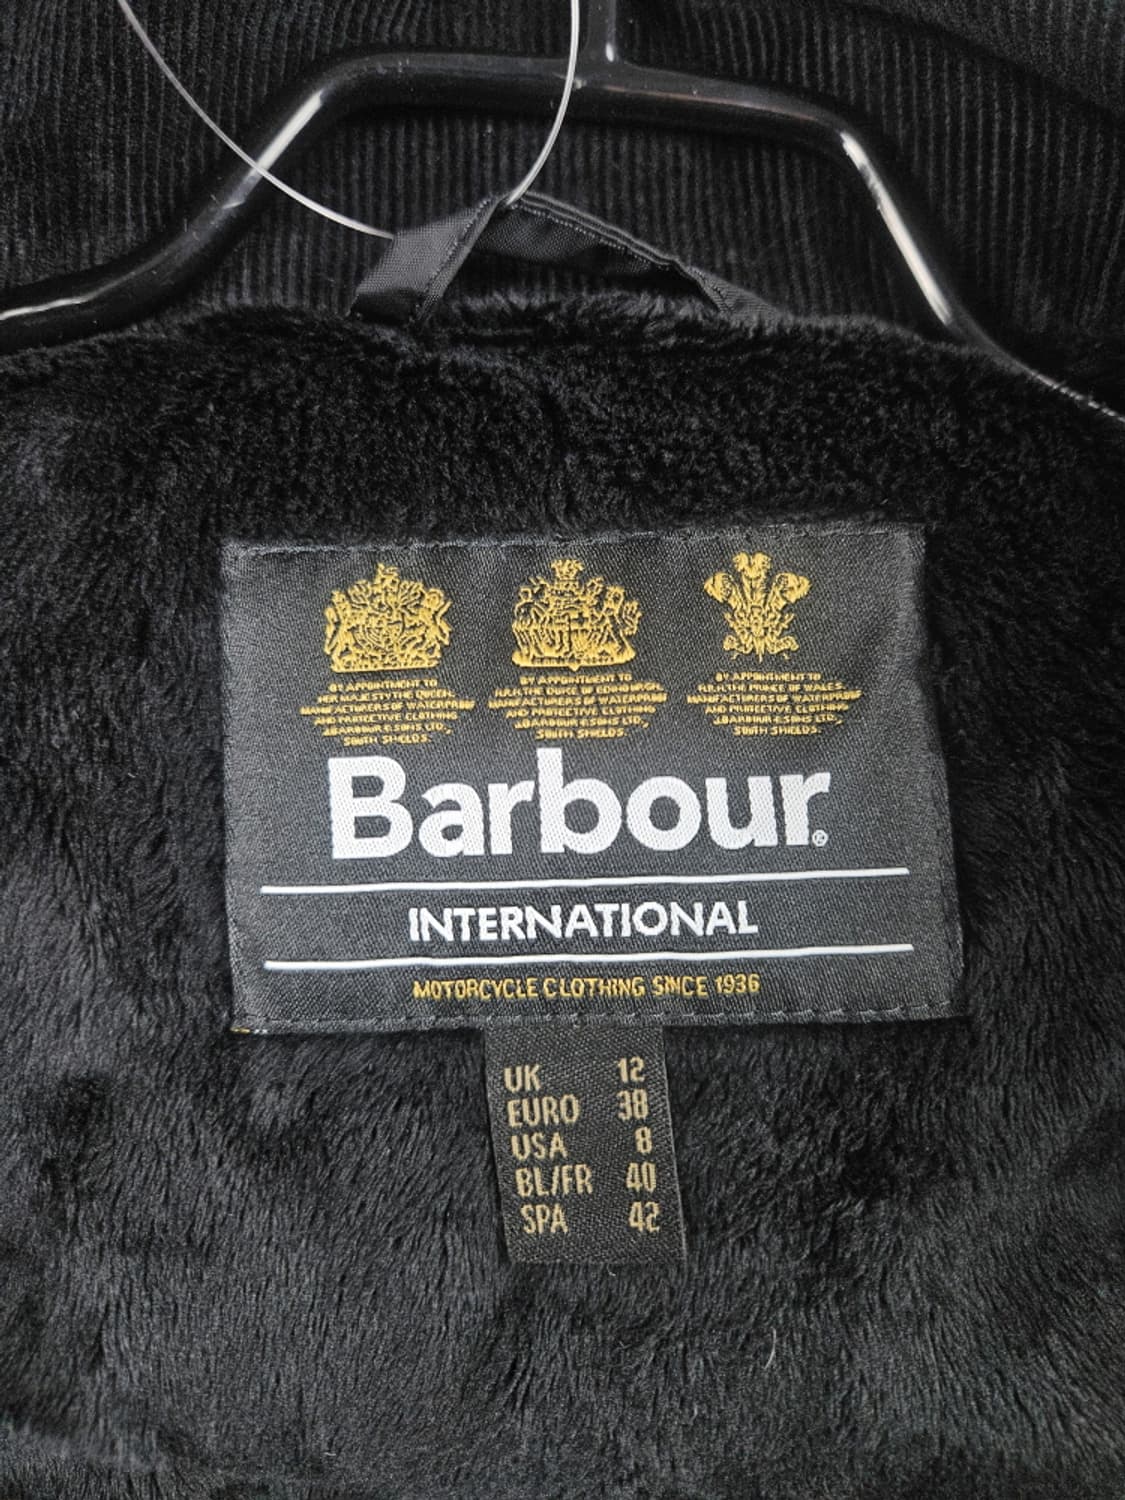 BY APPOINTMENT TO
HER MAJESTY THE QUEEN
MANUFACTURERS OF WATERPROOF
AND PROTECTIVE CLOTHING
J.BARBOUR & SONS LTD.
SOUTH SHIELDS.
BY APPOINTMENT TO
H.R.H. THE DUKE OF EDINBURGH
MANUFACTURERS OF WATERPROOF
AND PROTECTIVE CLOTHING
J.BARBOUR & SONS LTD.
SOUTH SHIELDS.
BY APPOINTMENT TO
H.R.H. THE PRINCE OF WALES
MANUFACTURERS OF WATERPROOF
AND PROTECTIVE CLOTHING
J.BARBOUR & SONS LTD.
SOUTH SHIELDS.
Barbour®
INTERNATIONAL
MOTORCYCLE CLOTHING SINCE 1936
UK 12
EURO 38
USA 8
BL/FR 40
SPA 42